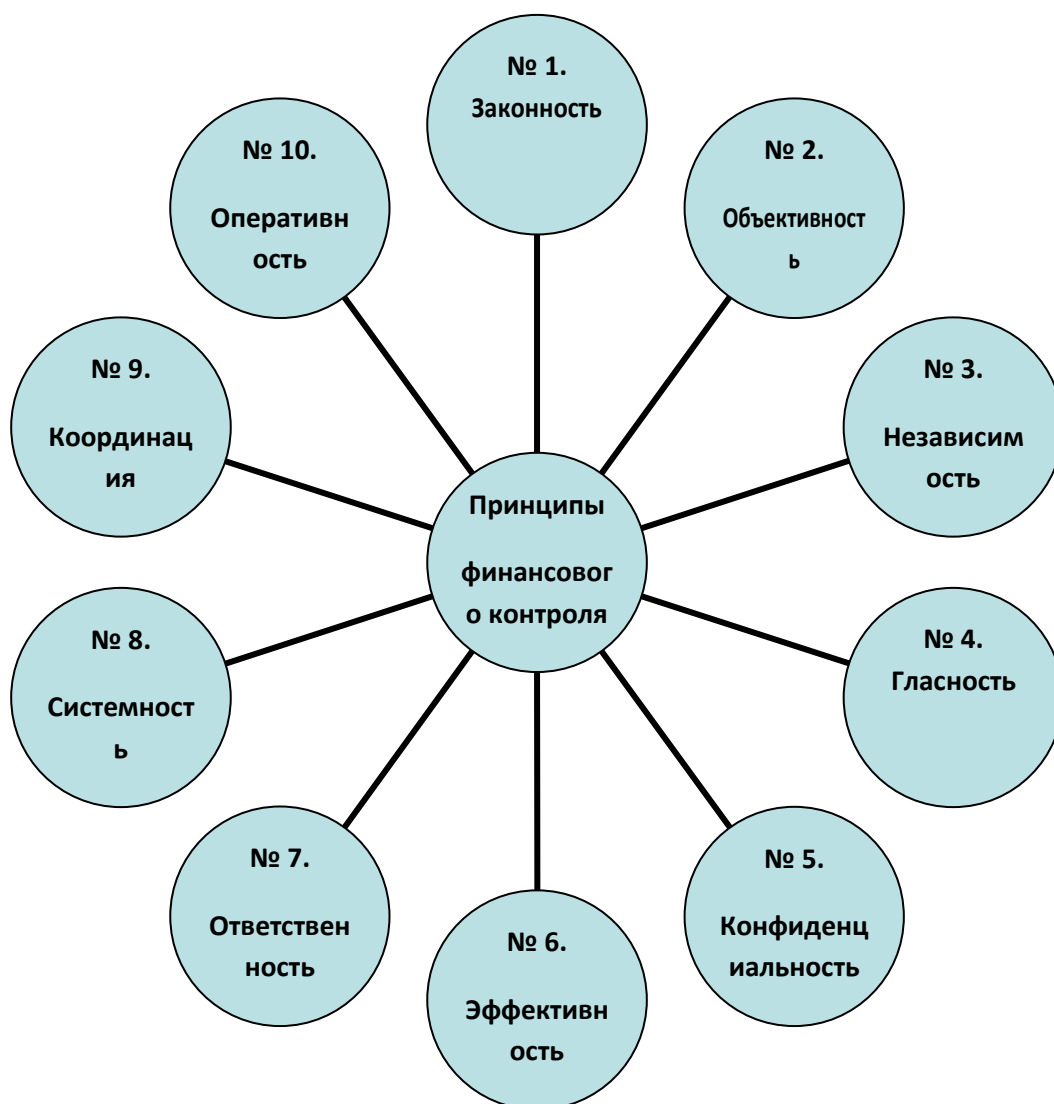 № 1.
Законность
№ 2.
Объективност
ь
№ 3.
Независим
ость
№ 4.
Гласность
№ 5.
Конфиденц
иальность
№ 6.
Эффективн
ость
№ 7.
Ответствен
ность
№ 8.
Системност
ь
№ 9.
Координац
ия
№ 10.
Оперативн
ость
Принципы
финансовог
о контроля